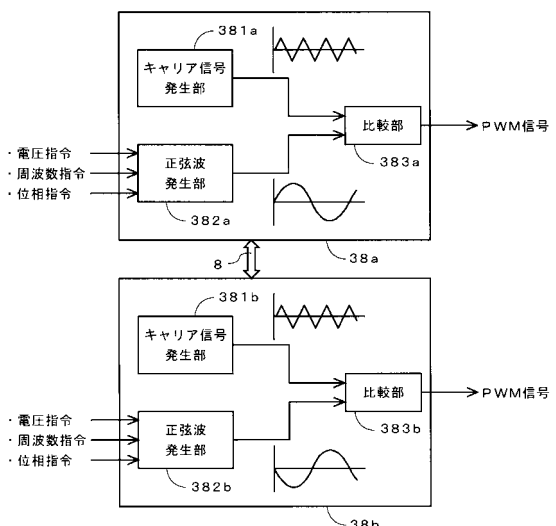 381a
キャリア信号
発生部
比較部
PWM信号
383a
・電圧指令
・周波数指令
・位相指令
正弦波
発生部
382a
38a
8
381b
キャリア信号
発生部
比較部
PWM信号
383b
・電圧指令
・周波数指令
・位相指令
正弦波
発生部
382b
38b